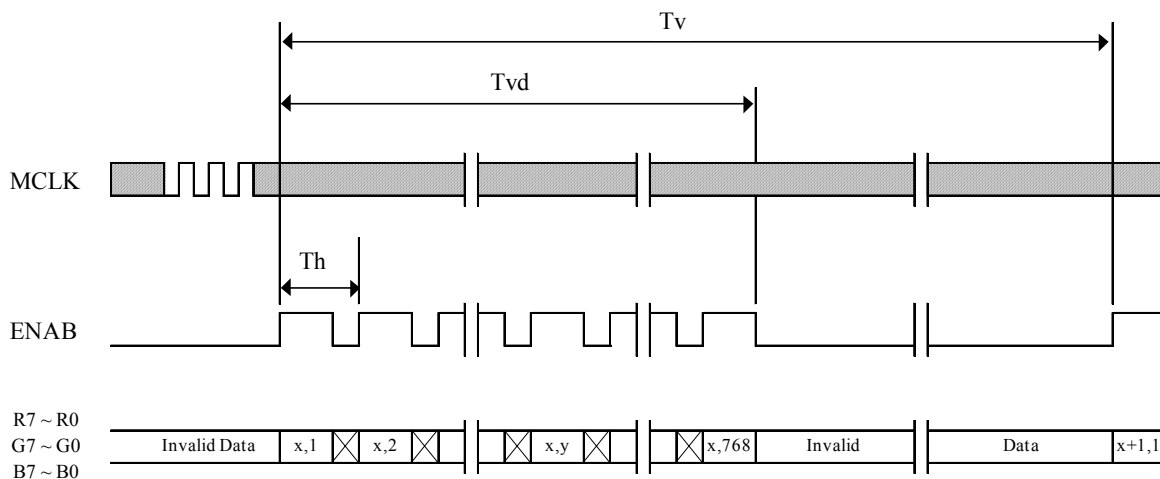 Tv
Tvd
MCLK
Th
ENAB
R7 ~ R0
G7 ~ G0
B7 ~ B0
Invalid Data
x,1
x,2
x,y
x,768
Invalid
Data
x+1,1